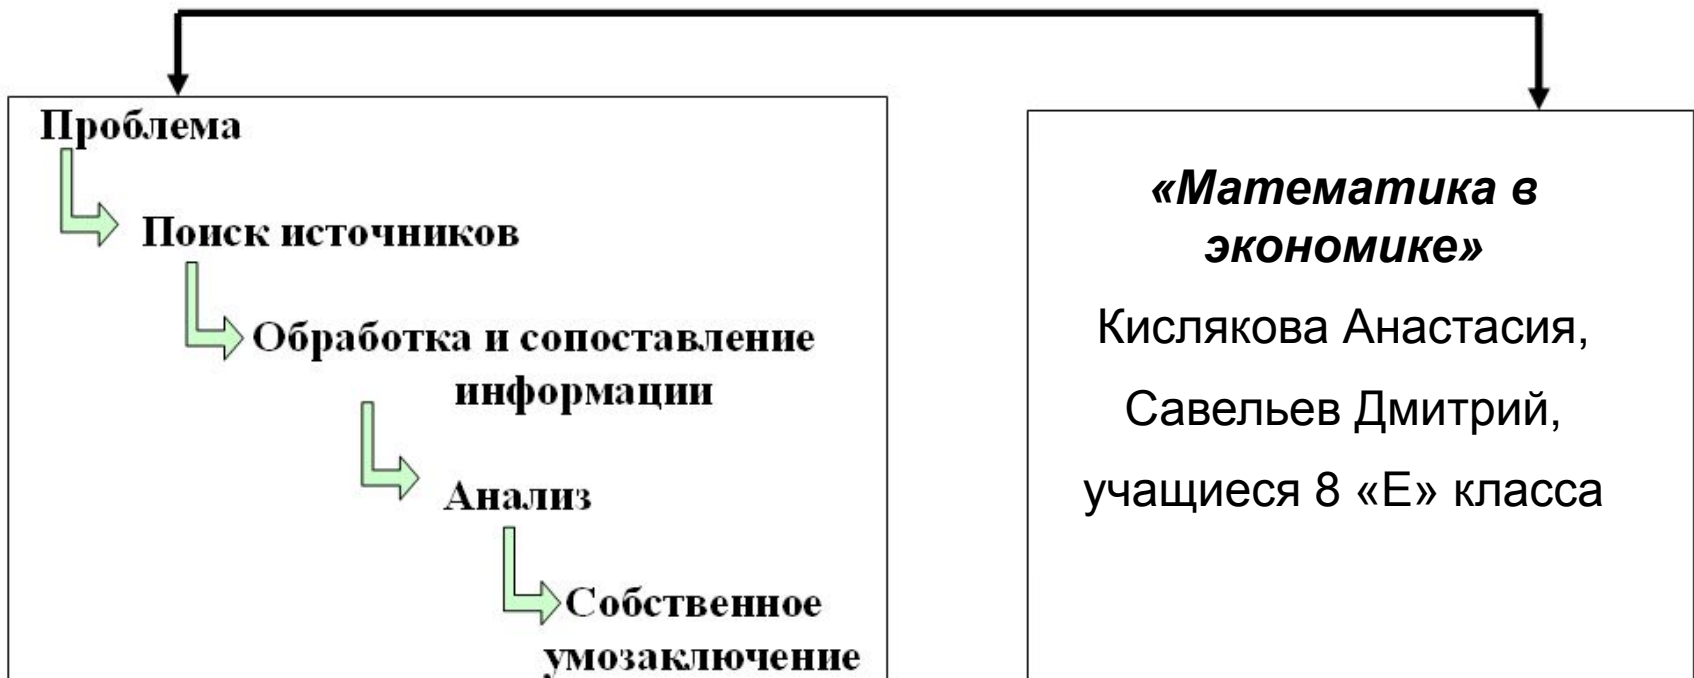 Проблема
Поиск источников
Обработка и сопоставление
информации
Анализ
Собственное
умозаключение
«Математика в
экономике»
Кислякова Анастасия,
Савельев Дмитрий,
учащиеся 8 «Е» класса